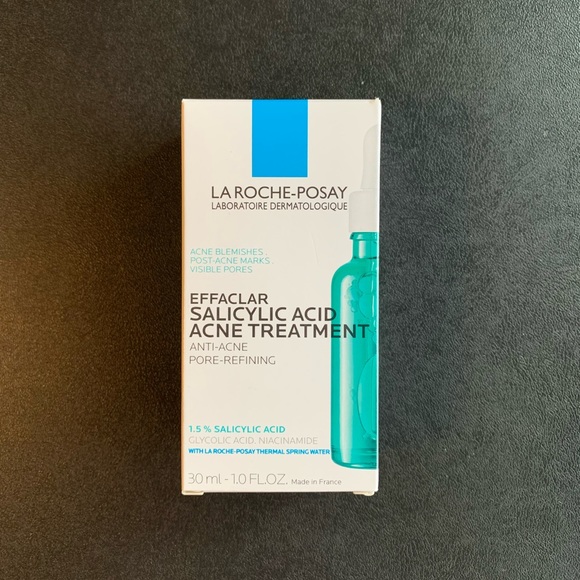 LA ROCHE-POSAY
LABORATOIRE DERMATOLOGIQUE
ACNE BLEMISHES .
POST-ACNE MARKS .
VISIBLE PORES
EFFACLAR
SALICYLIC ACID
ACNE TREATMENT
ANTI-ACNE
PORE-REFINING
1.5 % SALICYLIC ACID
GLYCOLIC ACID. NIACINAMIDE
WITH LA ROCHE-POSAY THERMAL SPRING WATER
30 ml - 1.0 FL.OZ. Made in France